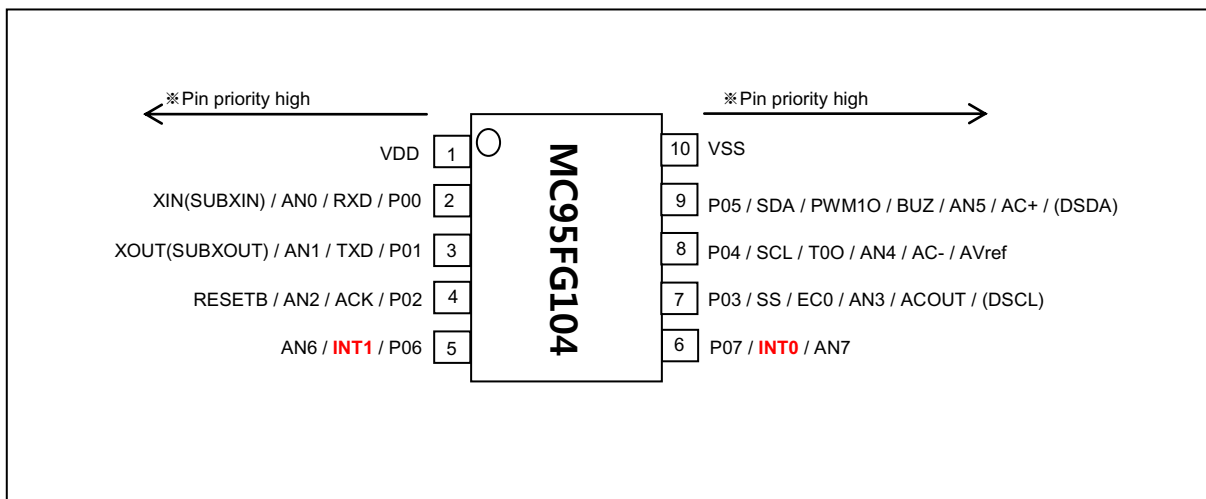 ※Pin priority high
※Pin priority high
MC95FG104
VDD 1
10 VSS
XIN(SUBXIN) / AN0 / RXD / P00 2
9 P05 / SDA / PWM1O / BUZ / AN5 / AC+ / (DSDA)
XOUT(SUBXOUT) / AN1 / TXD / P01 3
8 P04 / SCL / T0O / AN4 / AC- / AVref
RESETB / AN2 / ACK / P02 4
7 P03 / SS / EC0 / AN3 / ACOUT / (DSCL)
AN6 / INT1 / P06 5
6 P07 / INT0 / AN7